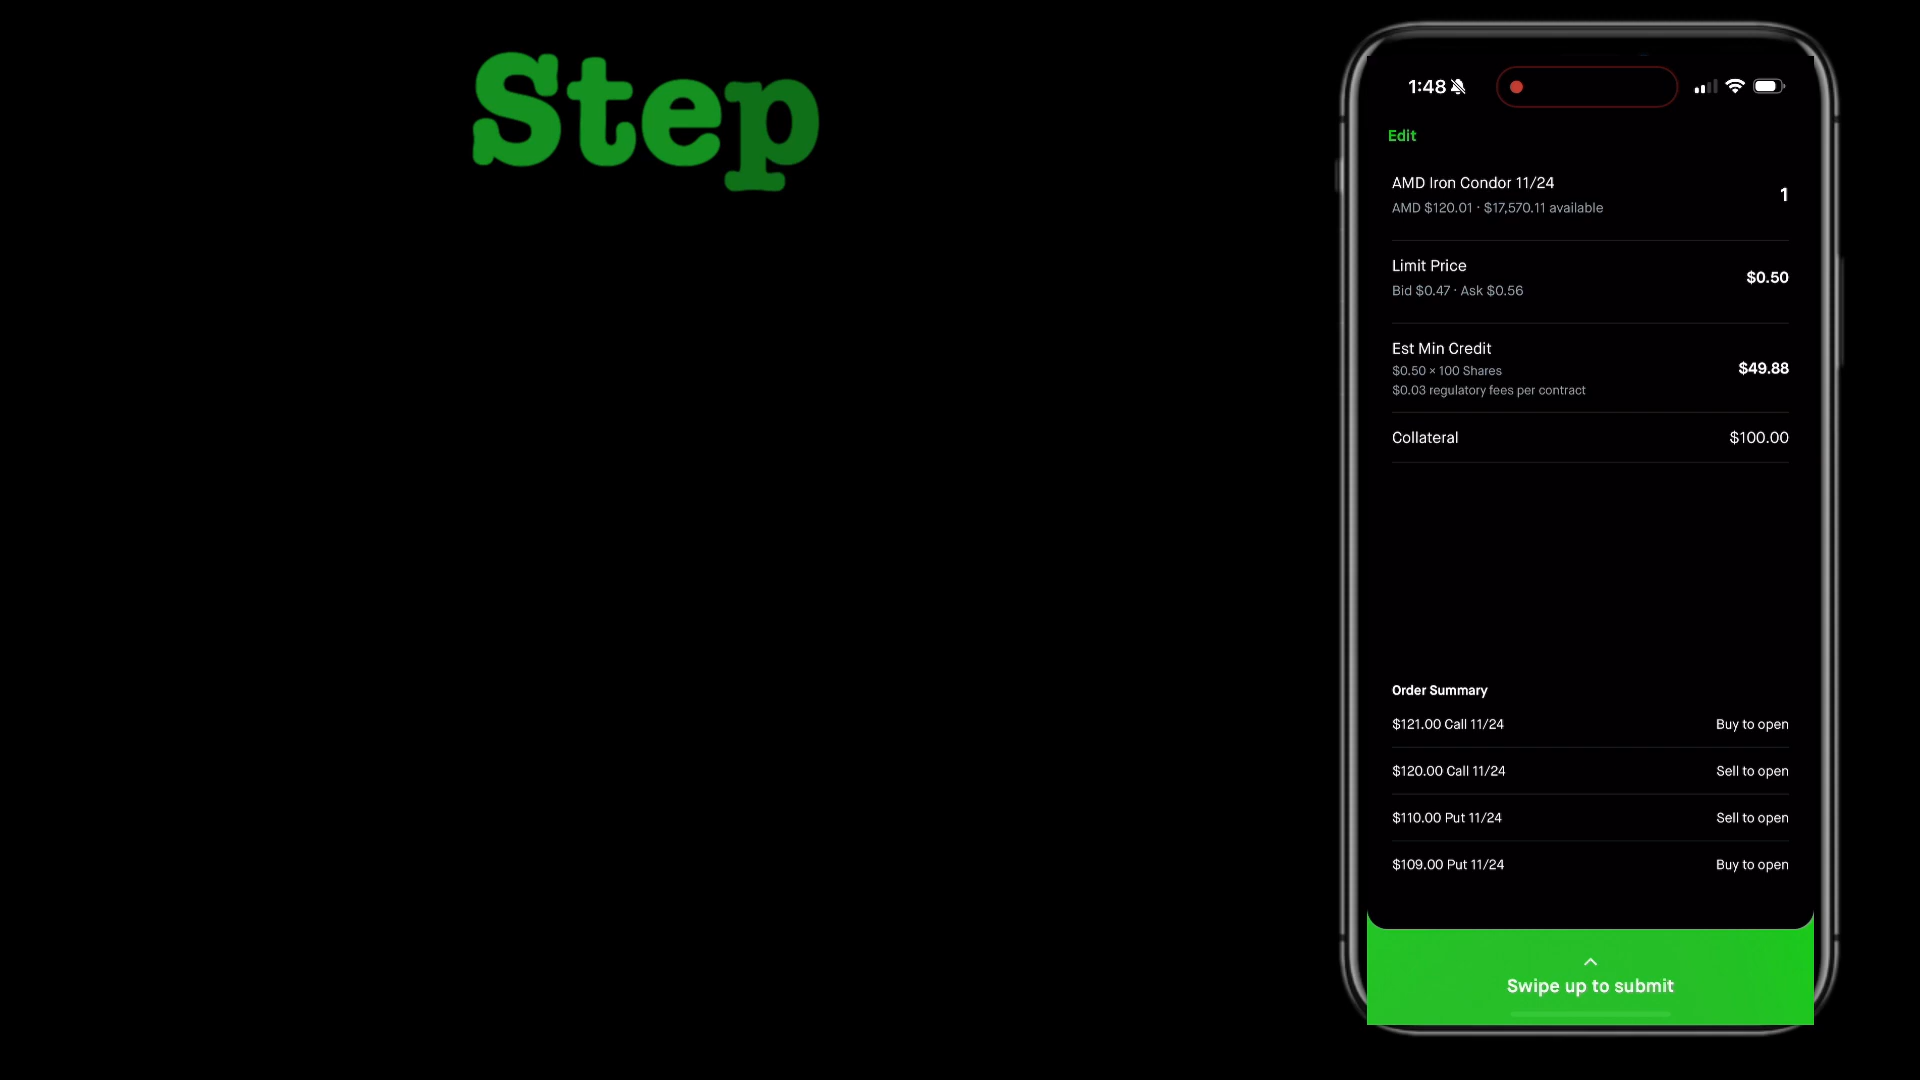 Step
1:48
Edit
AMD Iron Condor 11/24
AMD $120.01 · $17,570.11 available
1
Limit Price
Bid $0.47 · Ask $0.56
$0.50
Est Min Credit
$0.50 × 100 Shares
$0.03 regulatory fees per contract
$49.88
Collateral
$100.00
Order Summary
$121.00 Call 11/24
Buy to open
$120.00 Call 11/24
Sell to open
$110.00 Put 11/24
Sell to open
$109.00 Put 11/24
Buy to open
Swipe up to submit